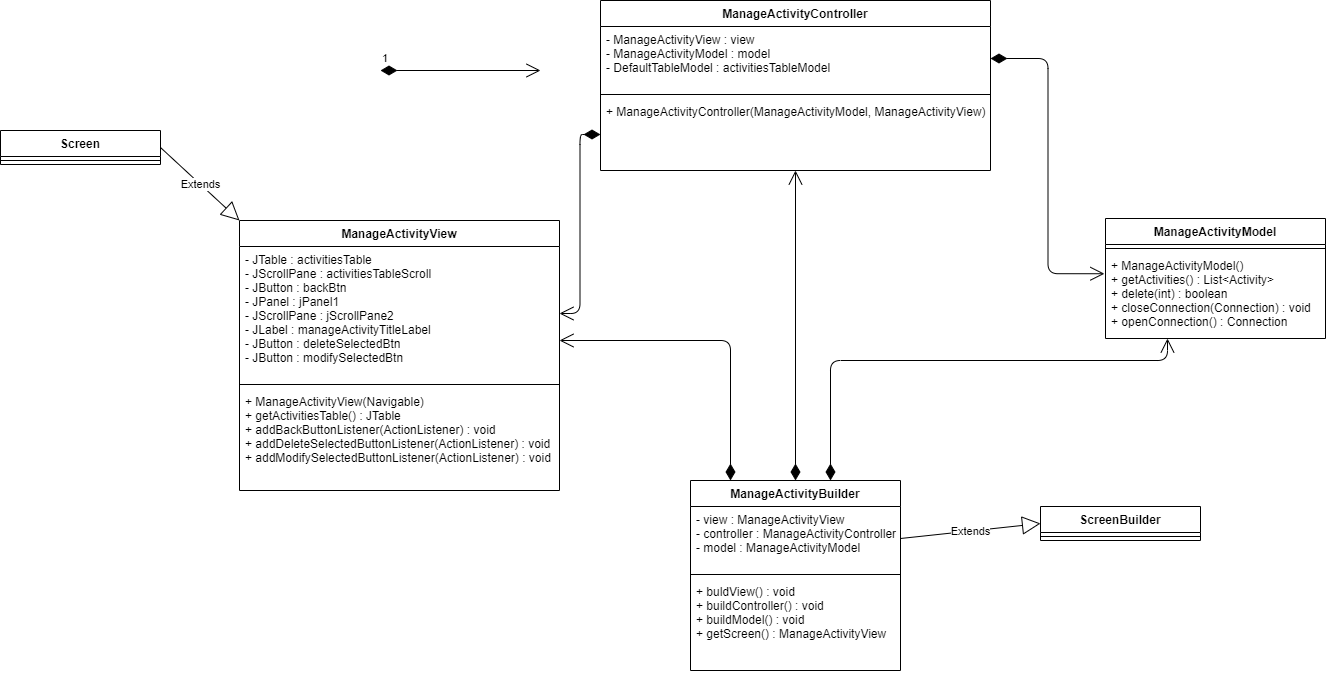 ManageActivityController
- ManageActivityView : view
- ManageActivityModel : model
- DefaultTableModel : activitiesTableModel
+ ManageActivityController(ManageActivityModel, ManageActivityView)
1
Screen
Extends
ManageActivityView
- JTable : activitiesTable
- JScrollPane : activitiesTableScroll
- JButton : backBtn
- JPanel : jPanel1
- JScrollPane : jScrollPane2
- JLabel : manageActivityTitleLabel
- JButton : deleteSelectedBtn
- JButton : modifySelectedBtn
+ ManageActivityView(Navigable)
+ getActivitiesTable() : JTable
+ addBackButtonListener(ActionListener) : void
+ addDeleteSelectedButtonListener(ActionListener) : void
+ addModifySelectedButtonListener(ActionListener) : void
ManageActivityModel
+ ManageActivityModel()
+ getActivities() : List<Activity>
+ delete(int) : boolean
+ closeConnection(Connection) : void
+ openConnection() : Connection
ManageActivityBuilder
- view : ManageActivityView
- controller : ManageActivityController
- model : ManageActivityModel
+ buldView() : void
+ buildController() : void
+ buildModel() : void
+ getScreen() : ManageActivityView
Extends
ScreenBuilder